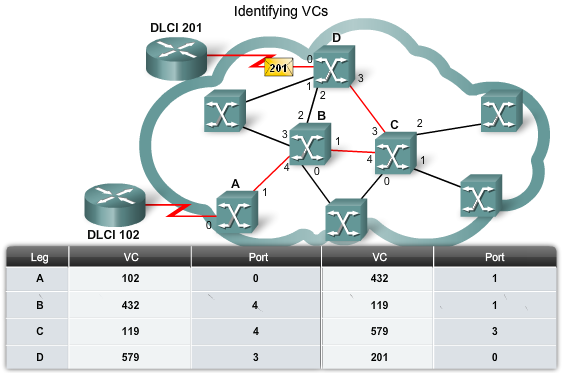 Identifying VCs
DLCI 201
D
0
201
3
1
2
2
B
3
1
4
0
C
3
2
4
1
0
A
1
0
DLCI 102
Leg VC Port VC Port
A 102 0 432 1
B 432 4 119 1
C 119 4 579 3
D 579 3 201 0